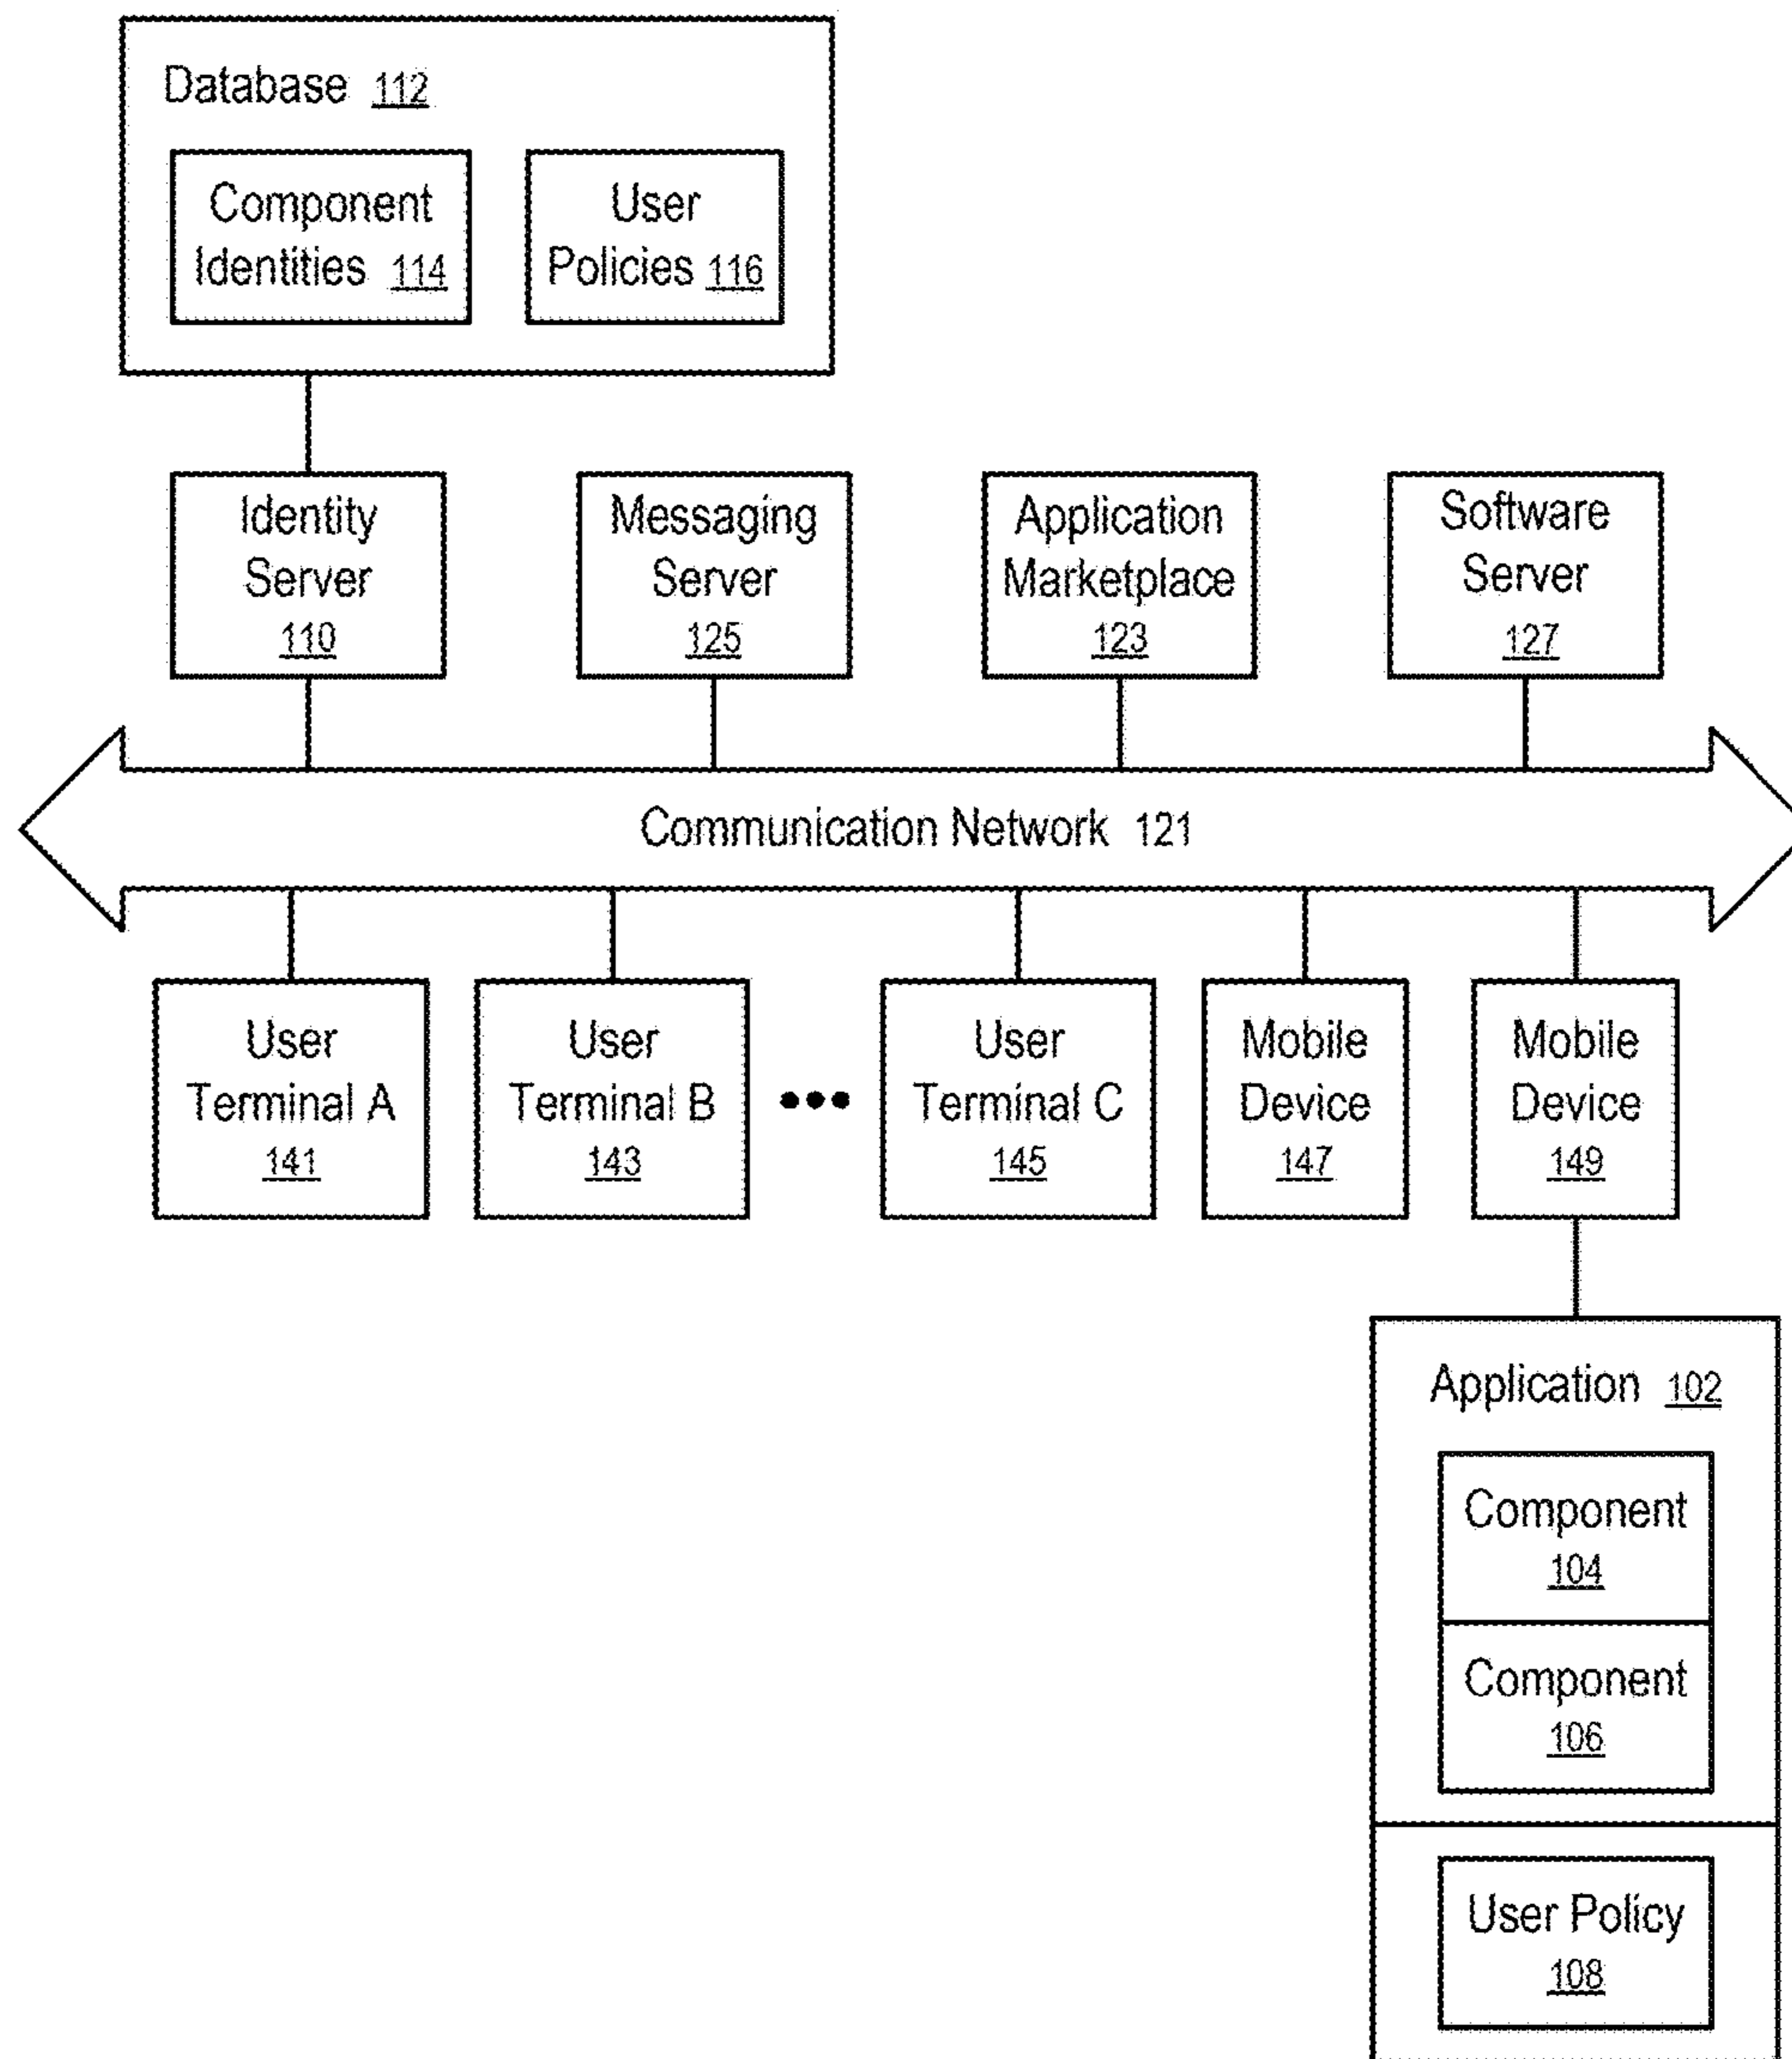 Database 112
Component
Identities 114
User
Policies 116
Identity
Server
110
Messaging
Server
125
Application
Marketplace
123
Software
Server
127
Communication Network 121
User
Terminal A
141
User
Terminal B
143
User
Terminal C
145
Mobile
Device
147
Mobile
Device
149
Application 102
Component
104
Component
106
User Policy
108